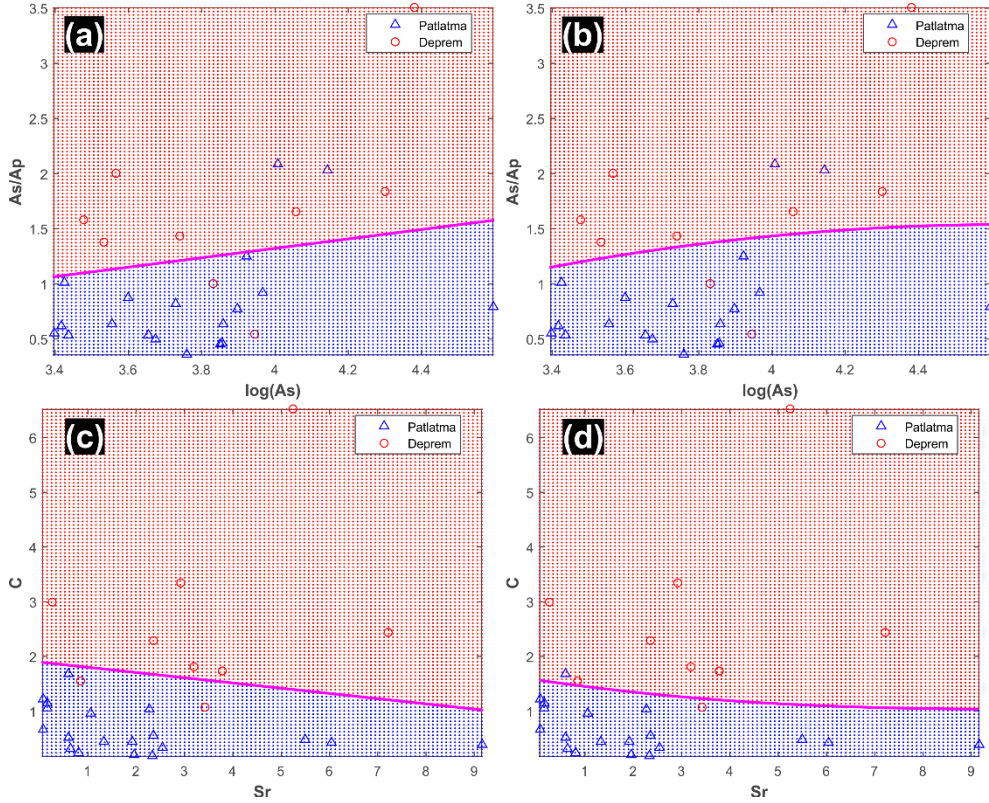 (a)
Patlatma
Deprem
3.5
3
2.5
2
1.5
1
0.5
As/Ap
3.4 3.6 3.8 4 4.2 4.4
log(As)
(b)
Patlatma
Deprem
3.5
3
2.5
2
1.5
1
0.5
As/Ap
3.4 3.6 3.8 4 4.2 4.4
log(As)
(c)
Patlatma
Deprem
6
5
4
3
2
1
C
1 2 3 4 5 6 7 8 9
Sr
(d)
Patlatma
Deprem
6
5
4
3
2
1
C
1 2 3 4 5 6 7 8 9
Sr